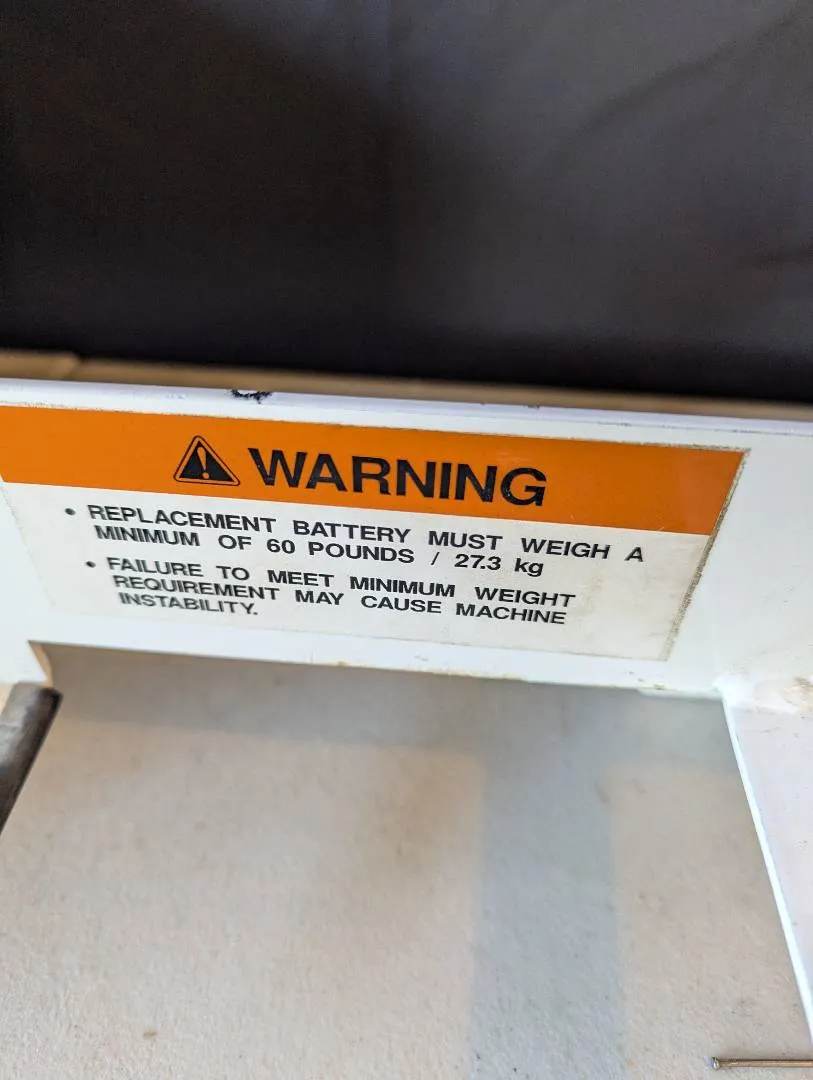 WARNING
• REPLACEMENT BATTERY MUST WEIGH A
MINIMUM OF 60 POUNDS / 27.3 kg
• FAILURE TO MEET MINIMUM WEIGHT
REQUIREMENT MAY CAUSE MACHINE
INSTABILITY.